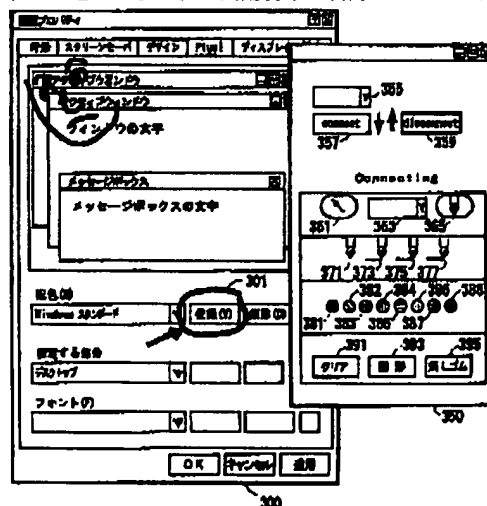 プロパティ
背景 スクリーンセーバ デザイン Plus! ディスプレ
アクティブウィンドウ
ウィンドウの文字
メッセージボックス
メッセージボックスの文字
301
配色(S)
Windows スタンダード
削除(D)
指定する部分
デスクトップ
フォント(F)
OK キャンセル 適用
300
355
connect disconnect
357 359
Connecting
361 363 365
371 373 375 377
382 384 386 388
381 383 385 387
391 393 395
クリア 図形 消しゴム
350